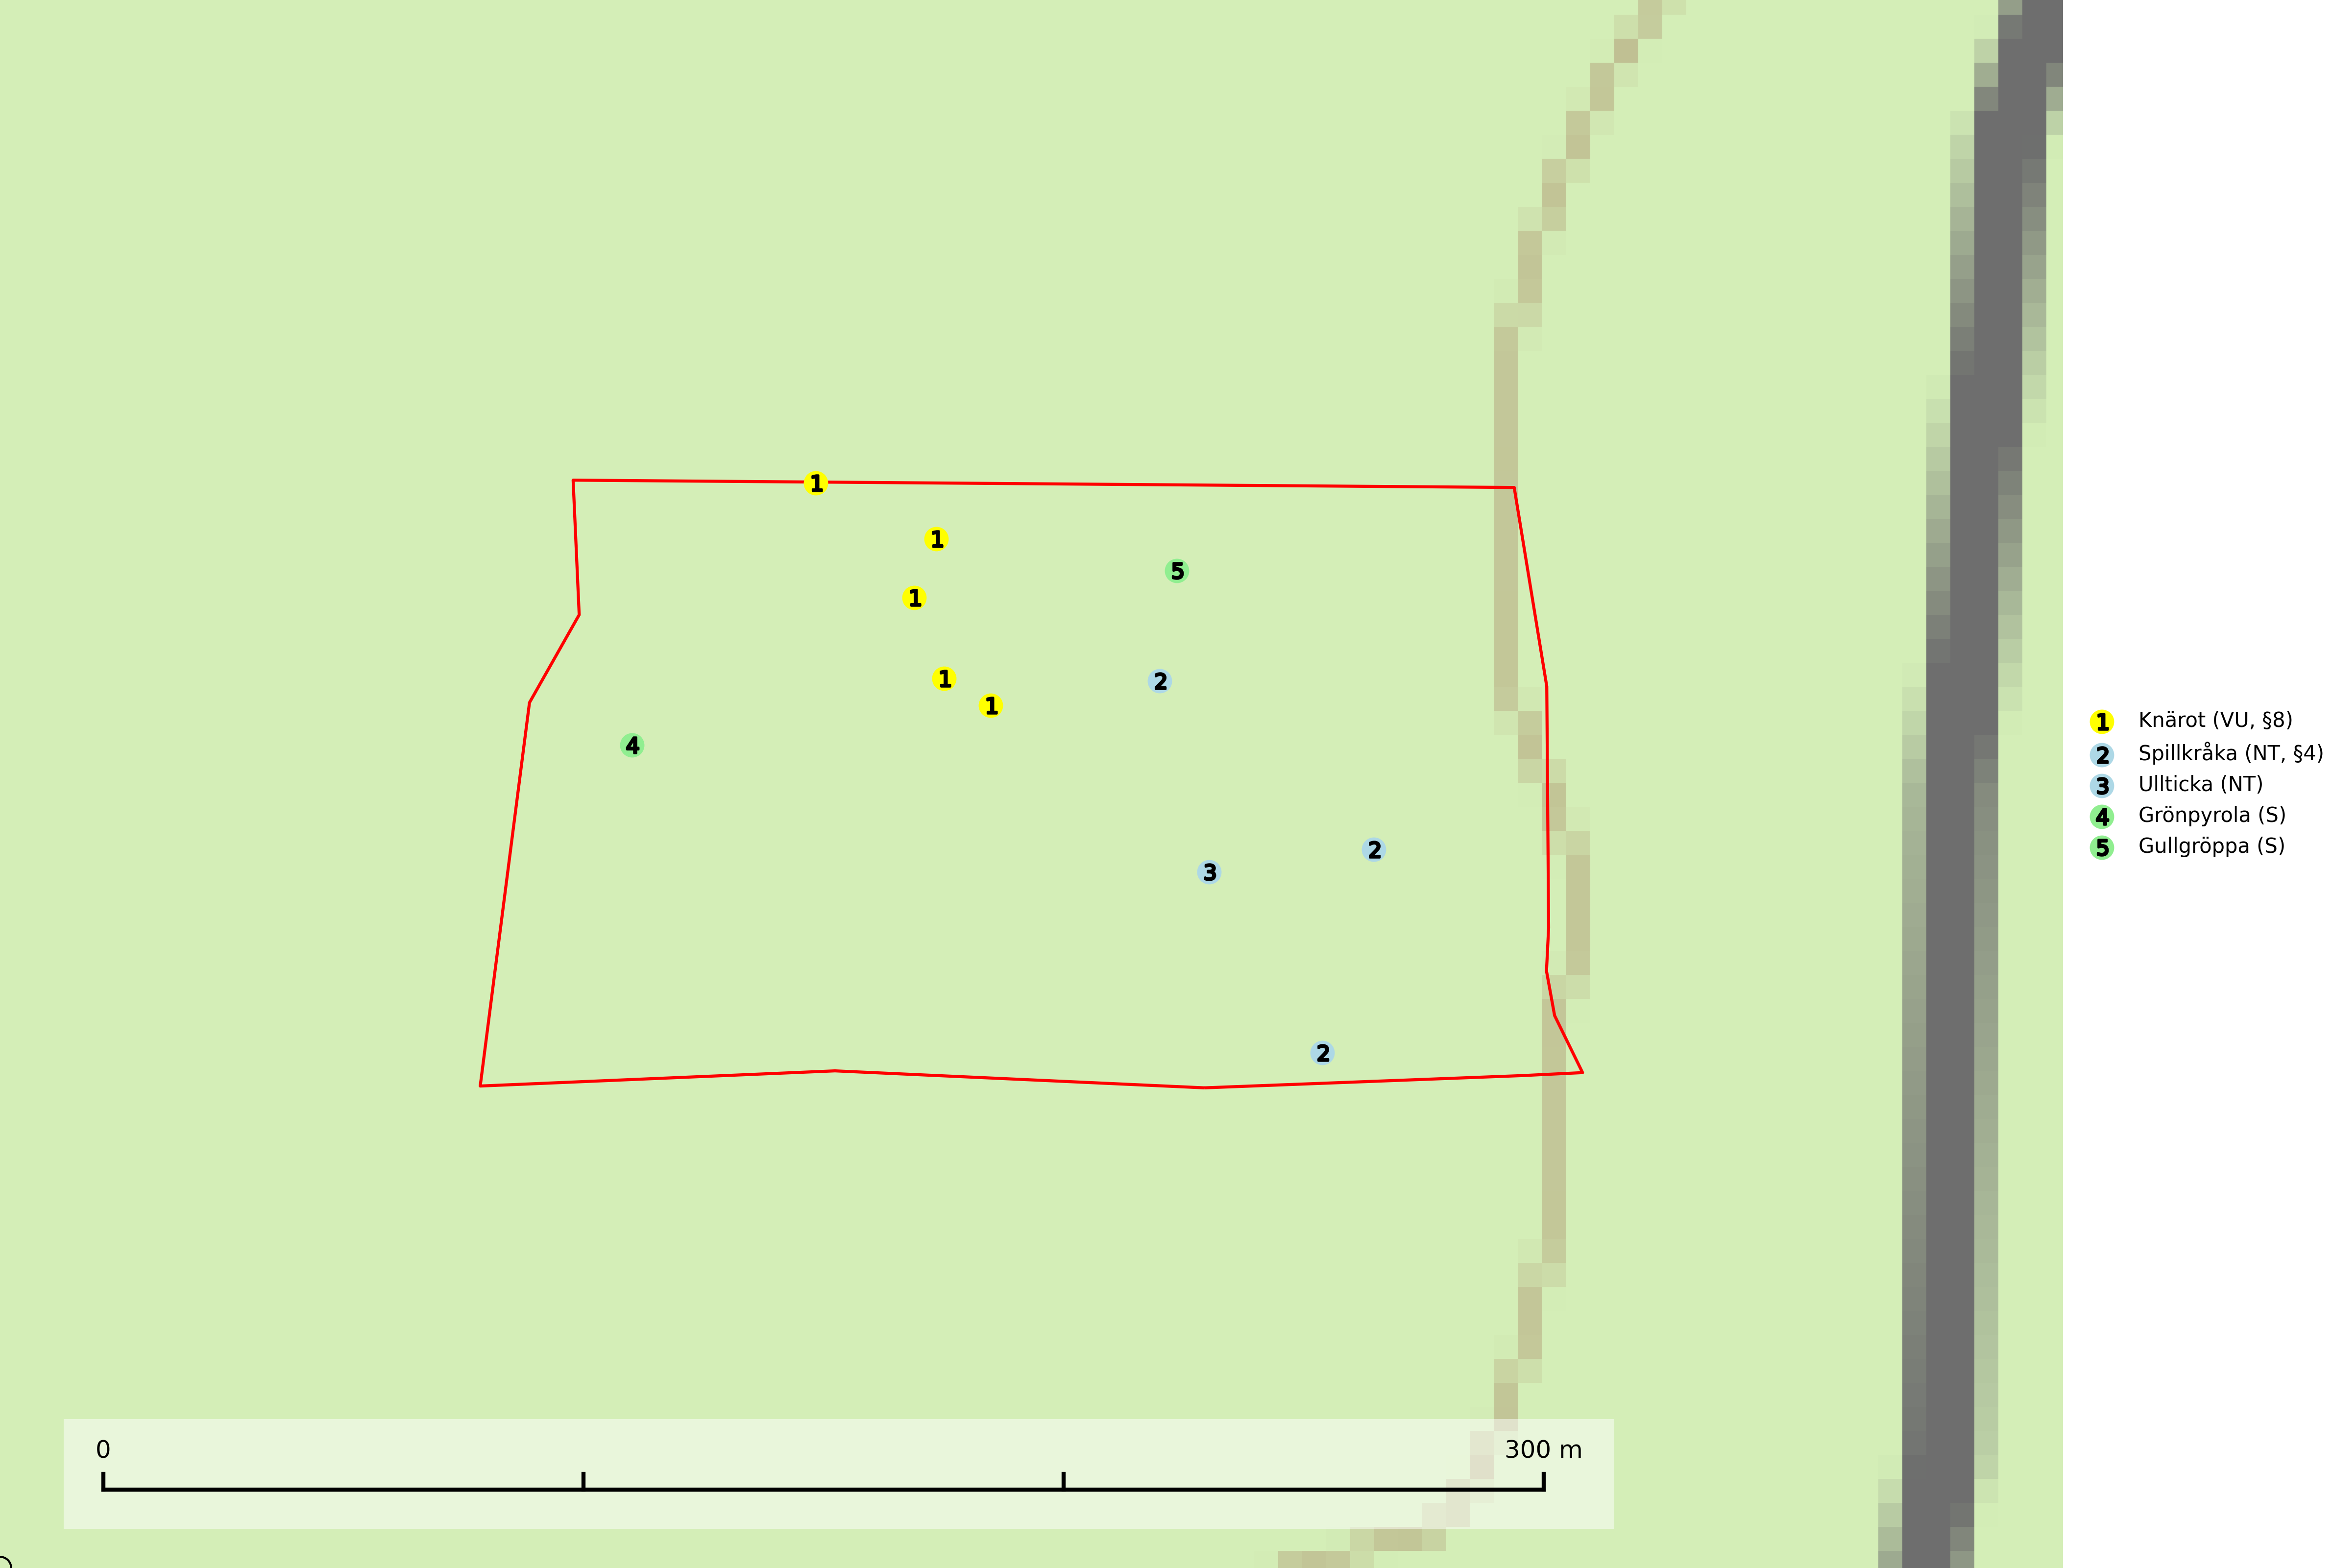 1
1
5
1
1
2
1
4
2
3
2
0 300 m
1 Knärot (VU, §8)
2 Spillkråka (NT, §4)
3 Ullticka (NT)
4 Grönpyrola (S)
5 Gullgröppa (S)